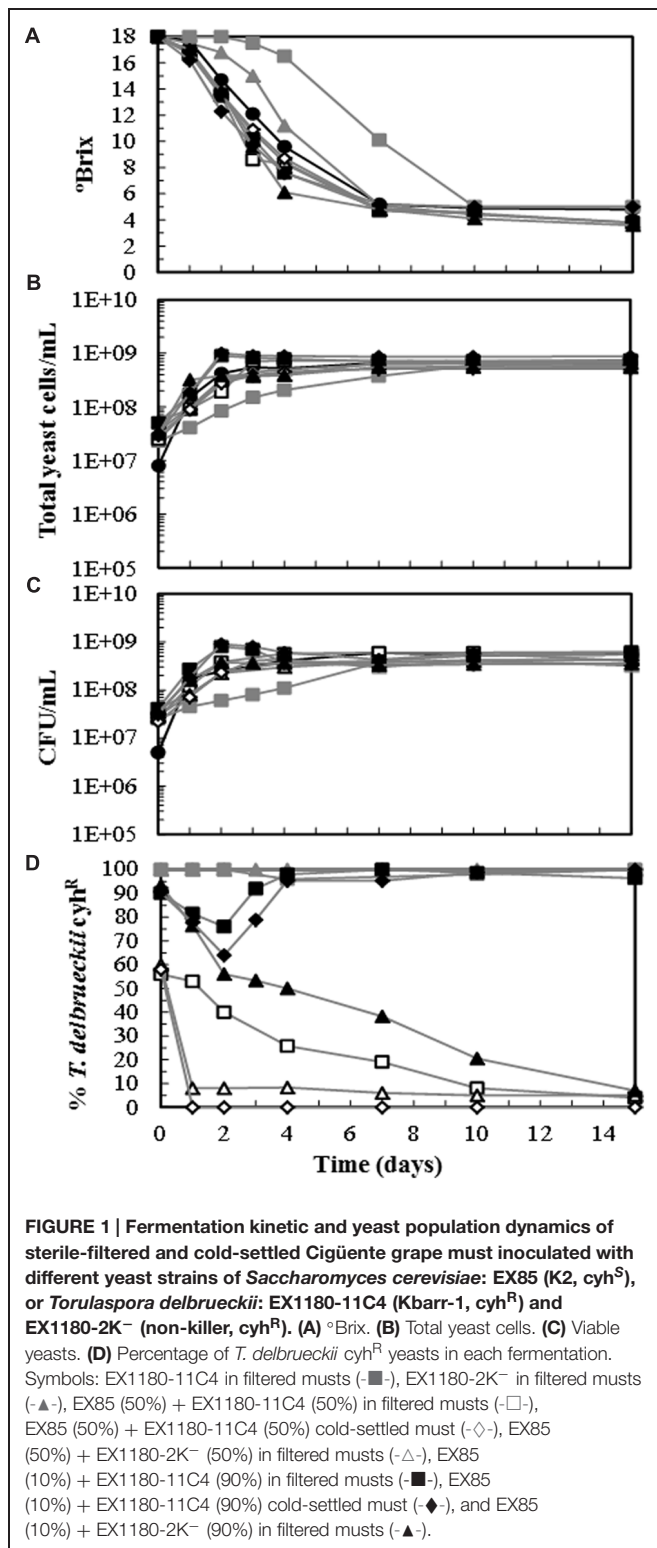 A
18
16
14
12
10
8
6
4
2
0
°Brix
B
1E+10
1E+09
1E+08
1E+07
1E+06
1E+05
Total yeast cells/mL
C
1E+10
1E+09
1E+08
1E+07
1E+06
1E+05
CFU/mL
D
100
90
80
70
60
50
40
30
20
10
0
% T. delbrueckii cyh^R
0 2 4 6 8 10 12 14
Time (days)
FIGURE 1 | Fermentation kinetic and yeast population dynamics of
sterile-filtered and cold-settled Cigüente grape must inoculated with
different yeast strains of Saccharomyces cerevisiae: EX85 (K2, cyh^S),
or Torulaspora delbrueckii: EX1180-11C4 (Kbarr-1, cyh^R) and
EX1180-2K⁻ (non-killer, cyh^R). (A) °Brix. (B) Total yeast cells. (C) Viable
yeasts. (D) Percentage of T. delbrueckii cyh^R yeasts in each fermentation.
Symbols: EX1180-11C4 in filtered musts (-■-), EX1180-2K⁻ in filtered musts
(-▲-), EX85 (50%) + EX1180-11C4 (50%) in filtered musts (-□-),
EX85 (50%) + EX1180-11C4 (50%) cold-settled must (-◇-), EX85
(50%) + EX1180-2K⁻ (50%) in filtered musts (-△-), EX85
(10%) + EX1180-11C4 (90%) in filtered musts (-■-), EX85
(10%) + EX1180-11C4 (90%) cold-settled must (-◆-), and EX85
(10%) + EX1180-2K⁻ (90%) in filtered musts (-▲-).